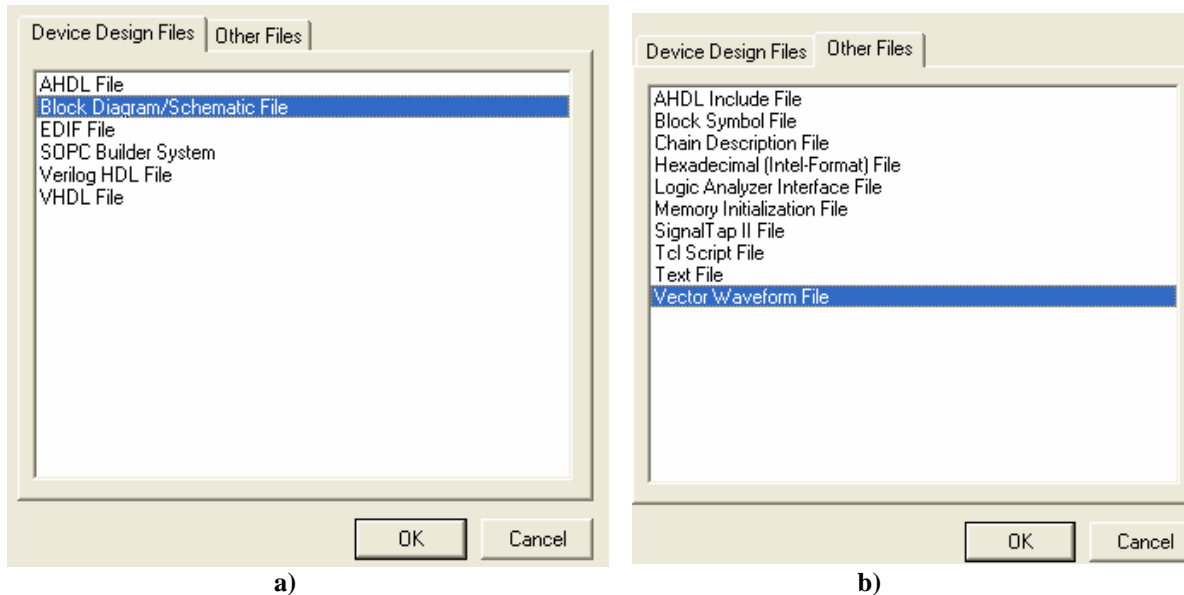 Device Design Files
Other Files
AHDL File
Block Diagram/Schematic File
EDIF File
SOPC Builder System
Verilog HDL File
VHDL File
OK
Cancel
a)
Device Design Files
Other Files
AHDL Include File
Block Symbol File
Chain Description File
Hexadecimal (Intel-Format) File
Logic Analyzer Interface File
Memory Initialization File
SignalTap II File
Tcl Script File
Text File
Vector Waveform File
OK
Cancel
b)